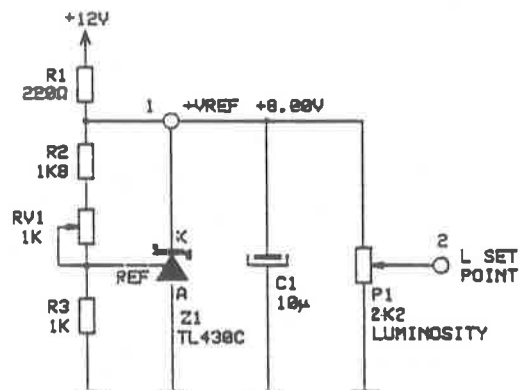 +12V
R1
220Ω
1
+VREF +8.00V
R2
1K8
RV1
1K
K
REF
A
R3
1K
Z1
TL430C
C1
10µ
2
L SET
POINT
P1
2K2
LUMINOSITY